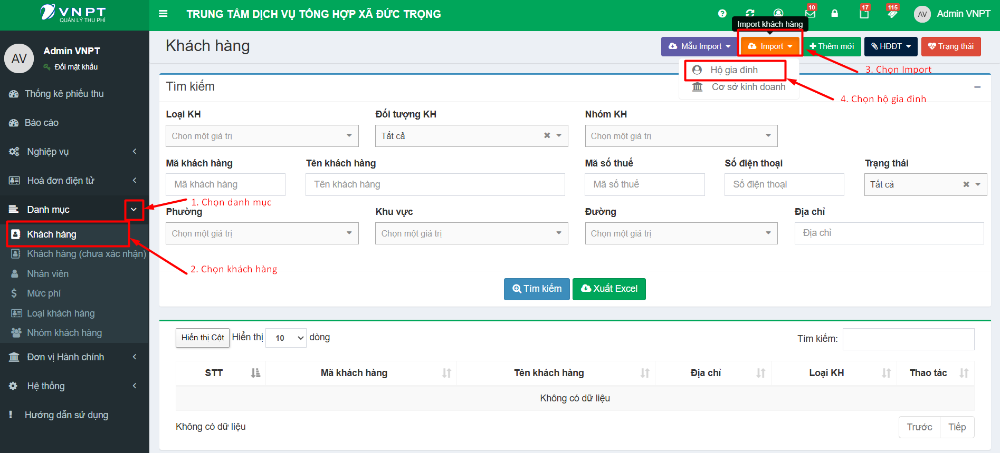 VNPT
QUẢN LÝ THU PHÍ
TRUNG TÂM DỊCH VỤ TỔNG HỢP XÃ ĐỨC TRỌNG
10
17
115
AV
Admin VNPT
Import khách hàng
AV
Admin VNPT
Đổi mật khẩu
Thống kê phiếu thu
Báo cáo
Nghiệp vụ
Hoá đơn điện tử
Danh mục
Khách hàng
Khách hàng (chưa xác nhận)
Nhân viên
Mức phí
Loại khách hàng
Nhóm khách hàng
Đơn vị Hành chính
Hệ thống
Hướng dẫn sử dụng
Khách hàng
Mẫu Import
Import
Thêm mới
HĐĐT
Trạng thái
Hộ gia đình
Cơ sở kinh doanh
3. Chon Import
4. Chọn hộ gia đình
1. Chọn danh mục
2. Chọn khách hàng
Tìm kiếm
Loại KH
Đối tượng KH
Nhóm KH
Chọn một giá trị
Tất cả
Chọn một giá trị
Mã khách hàng
Tên khách hàng
Mã số thuế
Số điện thoại
Trạng thái
Mã khách hàng
Tên khách hàng
Mã số thuế
Số điện thoại
Tất cả
Phường
Khu vực
Đường
Địa chỉ
Chọn một giá trị
Chọn một giá trị
Chọn một giá trị
Địa chỉ
Tìm kiếm
Xuất Excel
Hiển thị Cột
Hiển thị 10 dòng
Tìm kiếm:
STT
Mã khách hàng
Tên khách hàng
Địa chỉ
Loại KH
Thao tác
Không có dữ liệu
Không có dữ liệu
Trước
Tiếp